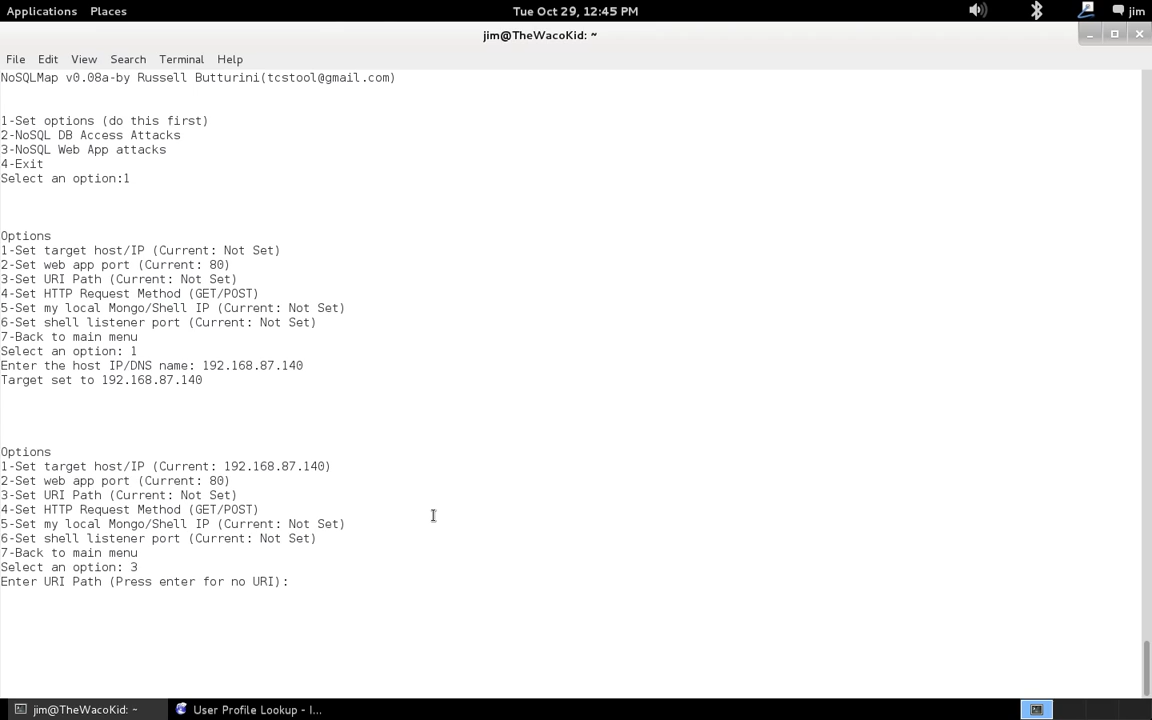 Applications Places Tue Oct 29, 12:45 PM jim
jim@TheWacoKid: ~
File Edit View Search Terminal Help
NoSQLMap v0.08a-by Russell Butturini(tcstool@gmail.com)
1-Set options (do this first)
2-NoSQL DB Access Attacks
3-NoSQL Web App attacks
4-Exit
Select an option:1
Options
1-Set target host/IP (Current: Not Set)
2-Set web app port (Current: 80)
3-Set URI Path (Current: Not Set)
4-Set HTTP Request Method (GET/POST)
5-Set my local Mongo/Shell IP (Current: Not Set)
6-Set shell listener port (Current: Not Set)
7-Back to main menu
Select an option: 1
Enter the host IP/DNS name: 192.168.87.140
Target set to 192.168.87.140
Options
1-Set target host/IP (Current: 192.168.87.140)
2-Set web app port (Current: 80)
3-Set URI Path (Current: Not Set)
4-Set HTTP Request Method (GET/POST)
5-Set my local Mongo/Shell IP (Current: Not Set)
6-Set shell listener port (Current: Not Set)
7-Back to main menu
Select an option: 3
Enter URI Path (Press enter for no URI):
jim@TheWacoKid: ~ User Profile Lookup - I...